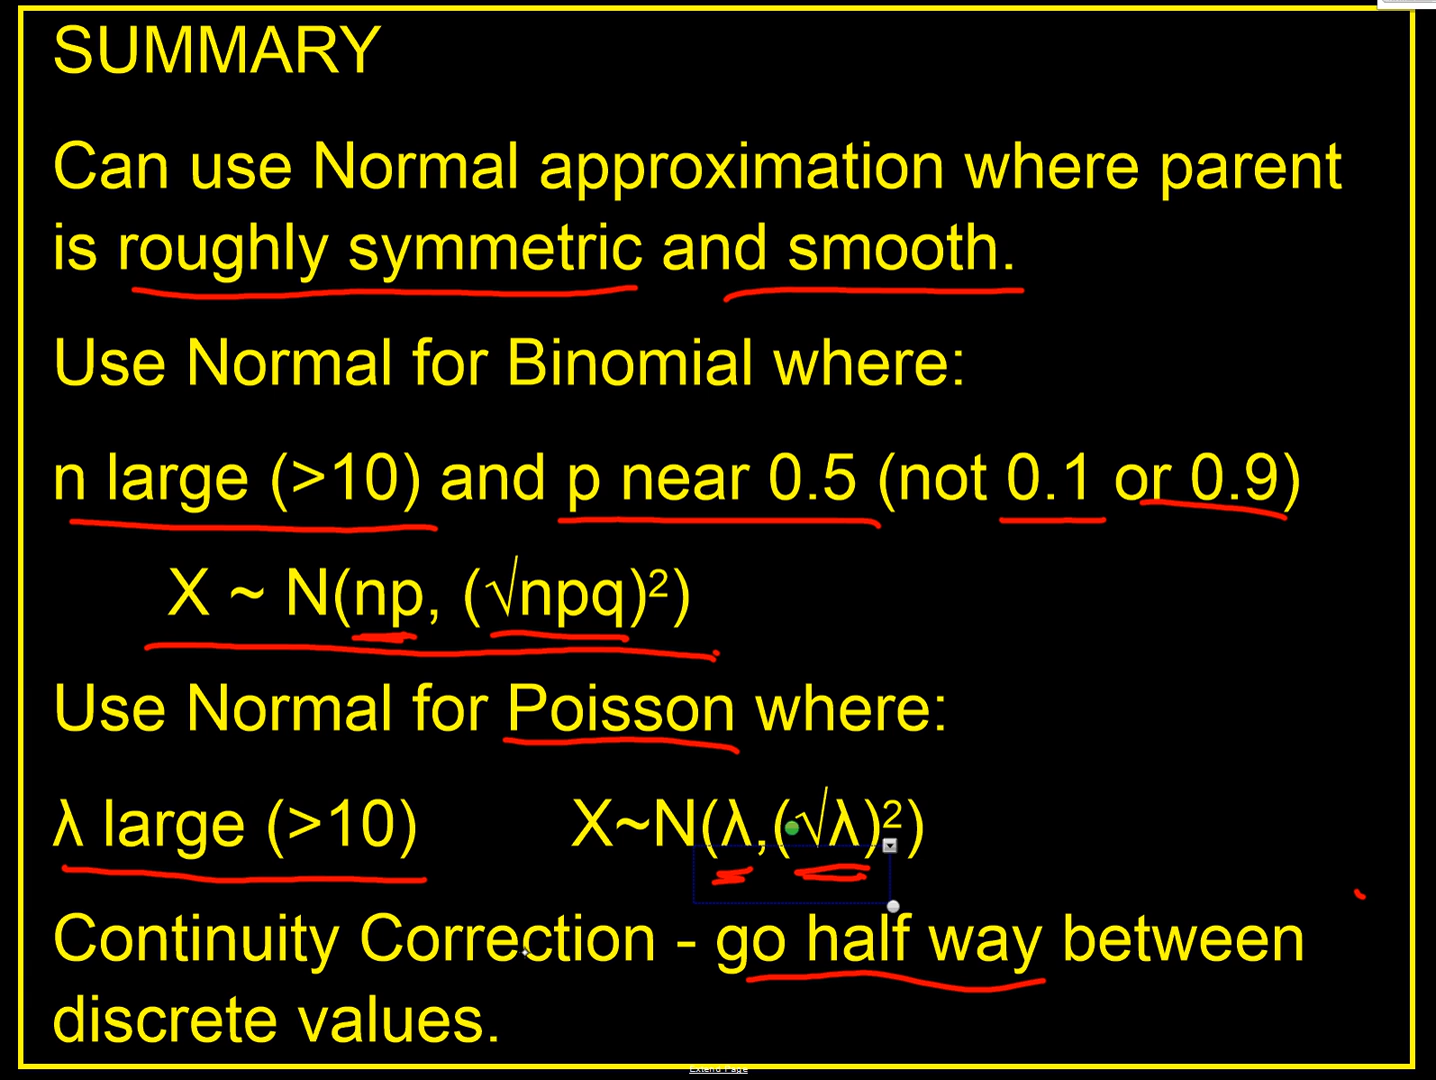 SUMMARY
Can use Normal approximation where parent
is roughly symmetric and smooth.
Use Normal for Binomial where:
n large (>10) and p near 0.5 (not 0.1 or 0.9)
X ~ N(np, (√npq)²)
Use Normal for Poisson where:
λ large (>10) X~N(λ,(√λ)²)
Continuity Correction - go half way between
discrete values.
Extend Page